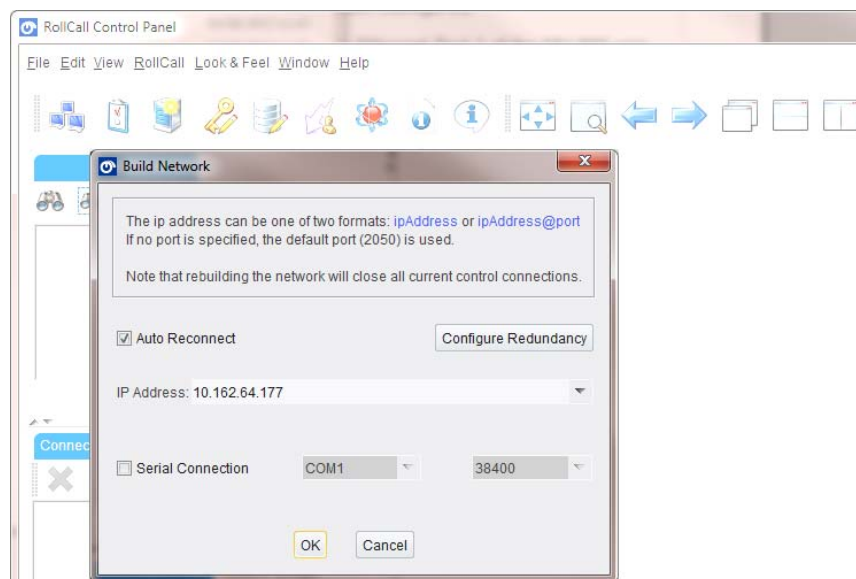 RollCall Control Panel
File Edit View RollCall Look & Feel Window Help
Build Network
The ip address can be one of two formats: ipAddress or ipAddress@port
If no port is specified, the default port (2050) is used.
Note that rebuilding the network will close all current control connections.
Auto Reconnect
Configure Redundancy
IP Address: 10.162.64.177
Connec
Serial Connection COM1 38400
OK Cancel